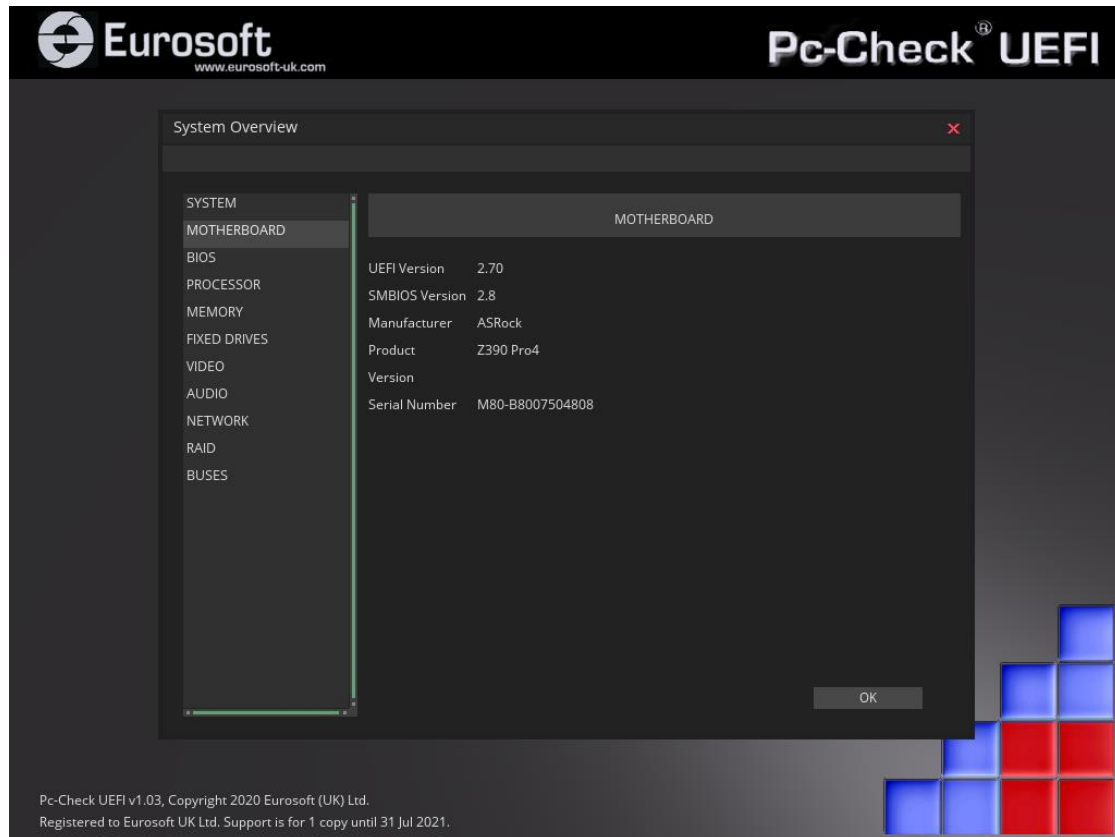 Eurosoft
www.eurosoft-uk.com
Pc-Check® UEFI
System Overview
SYSTEM
MOTHERBOARD
BIOS
PROCESSOR
MEMORY
FIXED DRIVES
VIDEO
AUDIO
NETWORK
RAID
BUSES
MOTHERBOARD
UEFI Version 2.70
SMBIOS Version 2.8
Manufacturer ASRock
Product Z390 Pro4
Version
Serial Number M80-B8007504808
OK
Pc-Check UEFI v1.03, Copyright 2020 Eurosoft (UK) Ltd.
Registered to Eurosoft UK Ltd. Support is for 1 copy until 31 Jul 2021.